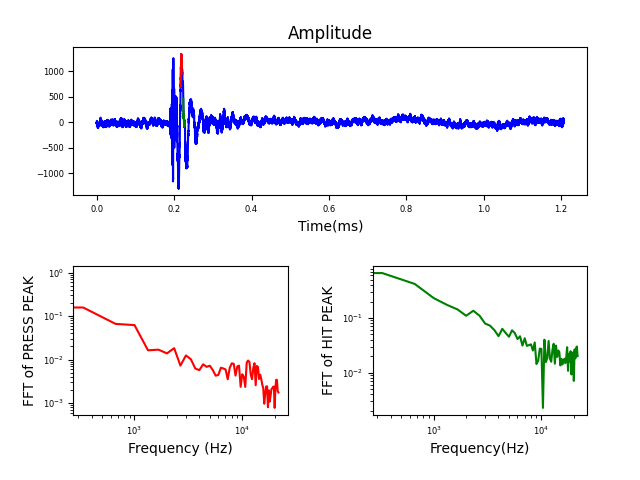 Amplitude
1000
500
0
−500
−1000
0.0 0.2 0.4 0.6 0.8 1.0 1.2
Time(ms)
FFT of PRESS PEAK
10⁰
10⁻¹
10⁻²
10⁻³
10³ 10⁴
Frequency (Hz)
FFT of HIT PEAK
10⁻¹
10⁻²
10³ 10⁴
Frequency(Hz)